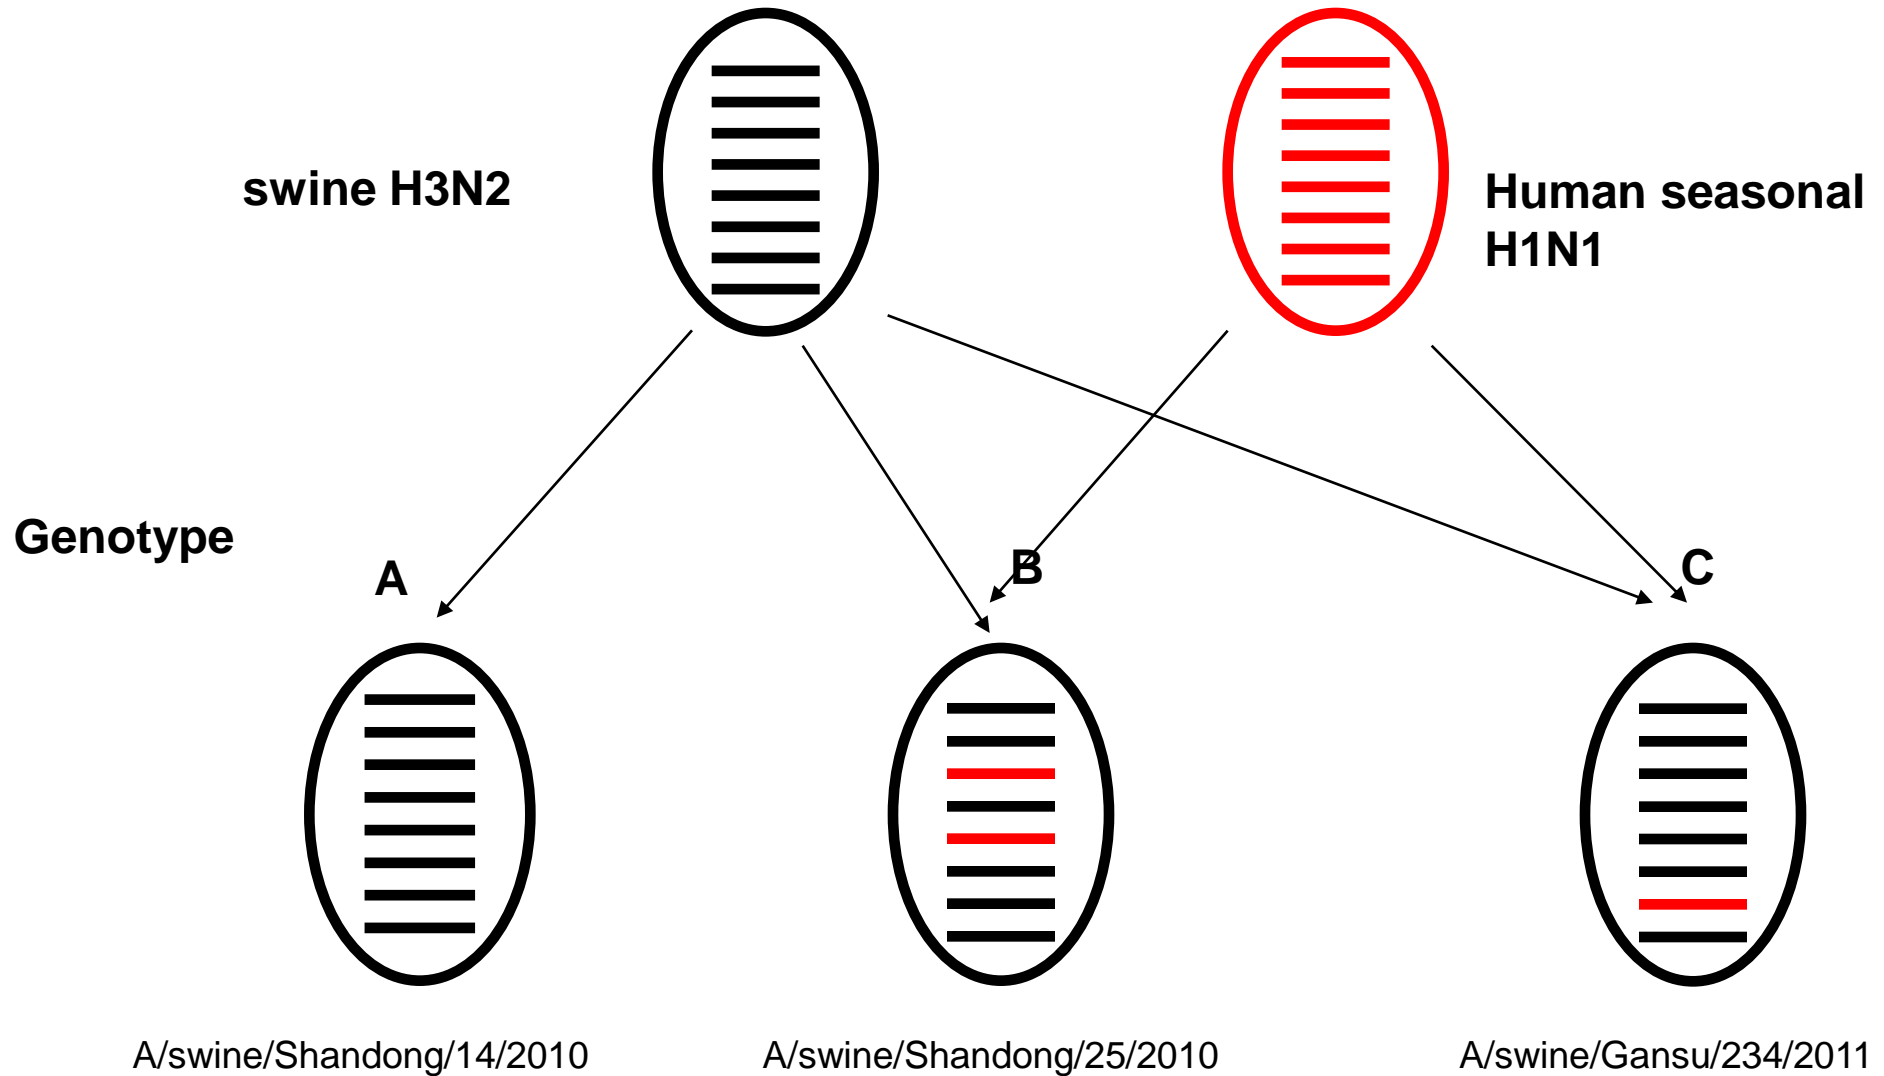 swine H3N2
Human seasonal
H1N1
Genotype
A
B
C
A/swine/Shandong/14/2010
A/swine/Shandong/25/2010
A/swine/Gansu/234/2011